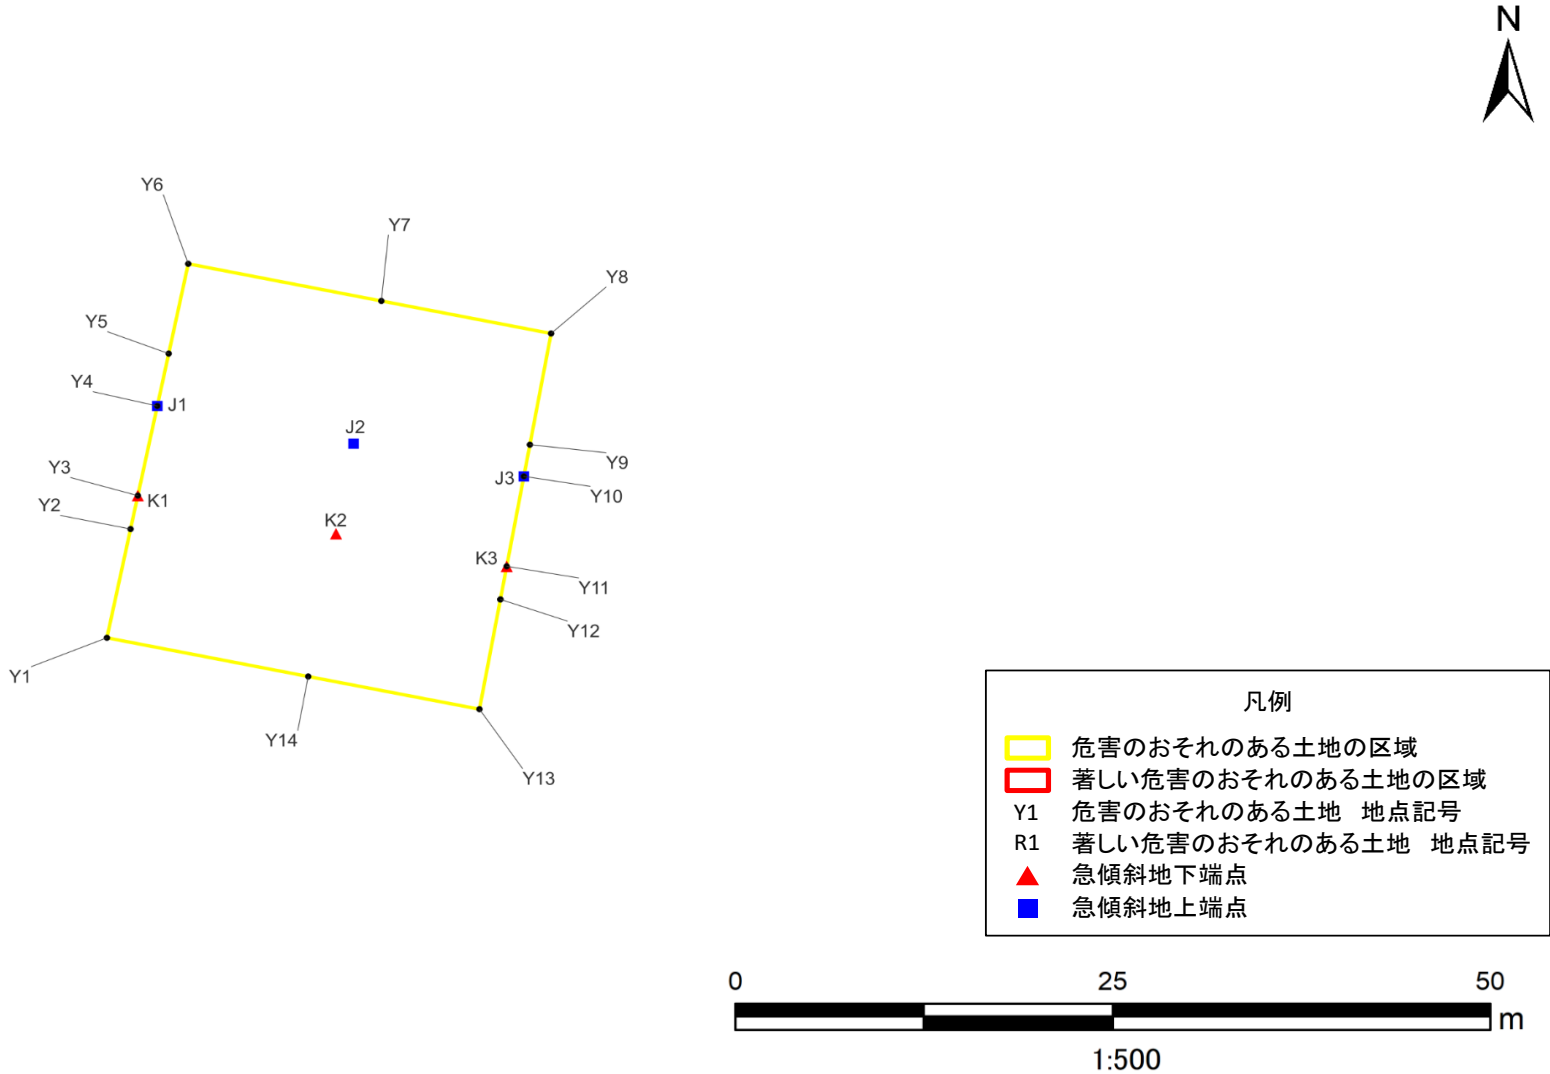 N
Y6
Y7
Y8
Y5
Y4
J1
J2
Y3
K1
Y9
J3
Y10
Y2
K2
K3
Y11
Y12
Y1
Y14
Y13
凡例
危害のおそれのある土地の区域
著しい危害のおそれのある土地の区域
Y1 危害のおそれのある土地 地点記号
R1 著しい危害のおそれのある土地 地点記号
急傾斜地下端点
急傾斜地上端点
0 25 50
m
1:500